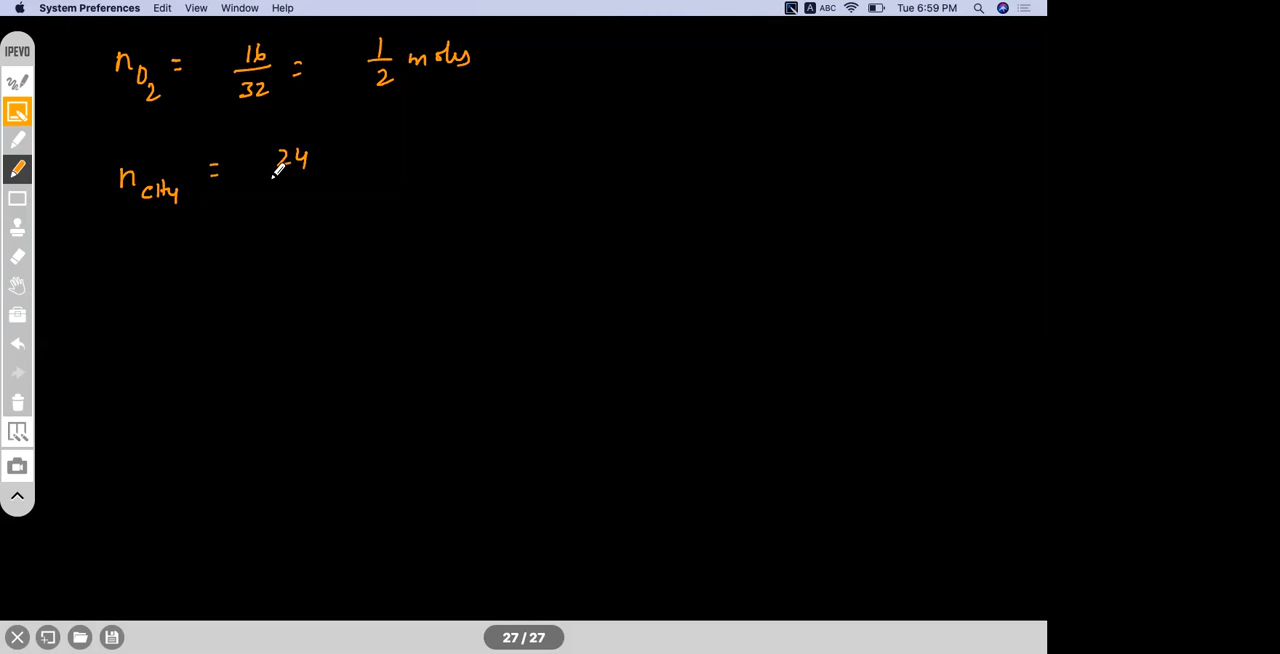 System Preferences Edit View Window Help A ABC Tue 6:59 PM
IPEVO
n O2 = 16/32 = 1/2 moles
n CH4 = 24
27 / 27